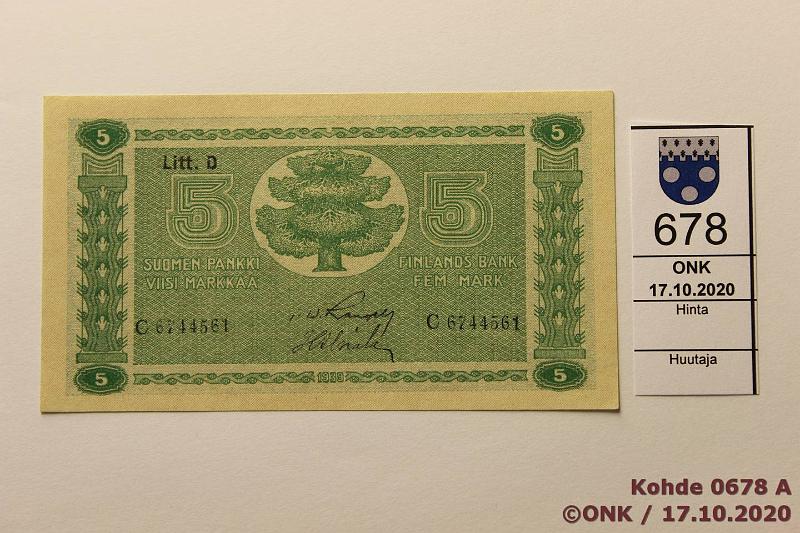 5 5
Litt. D
5 5
SUOMEN PANKKI FINLANDS BANK
VIISI MARKKAA FEM MARK
C 6744561 C 6744561
5 1939 5
678
ONK
17.10.2020
Hinta
Huutaja
Kohde 0678 A
©ONK / 17.10.2020